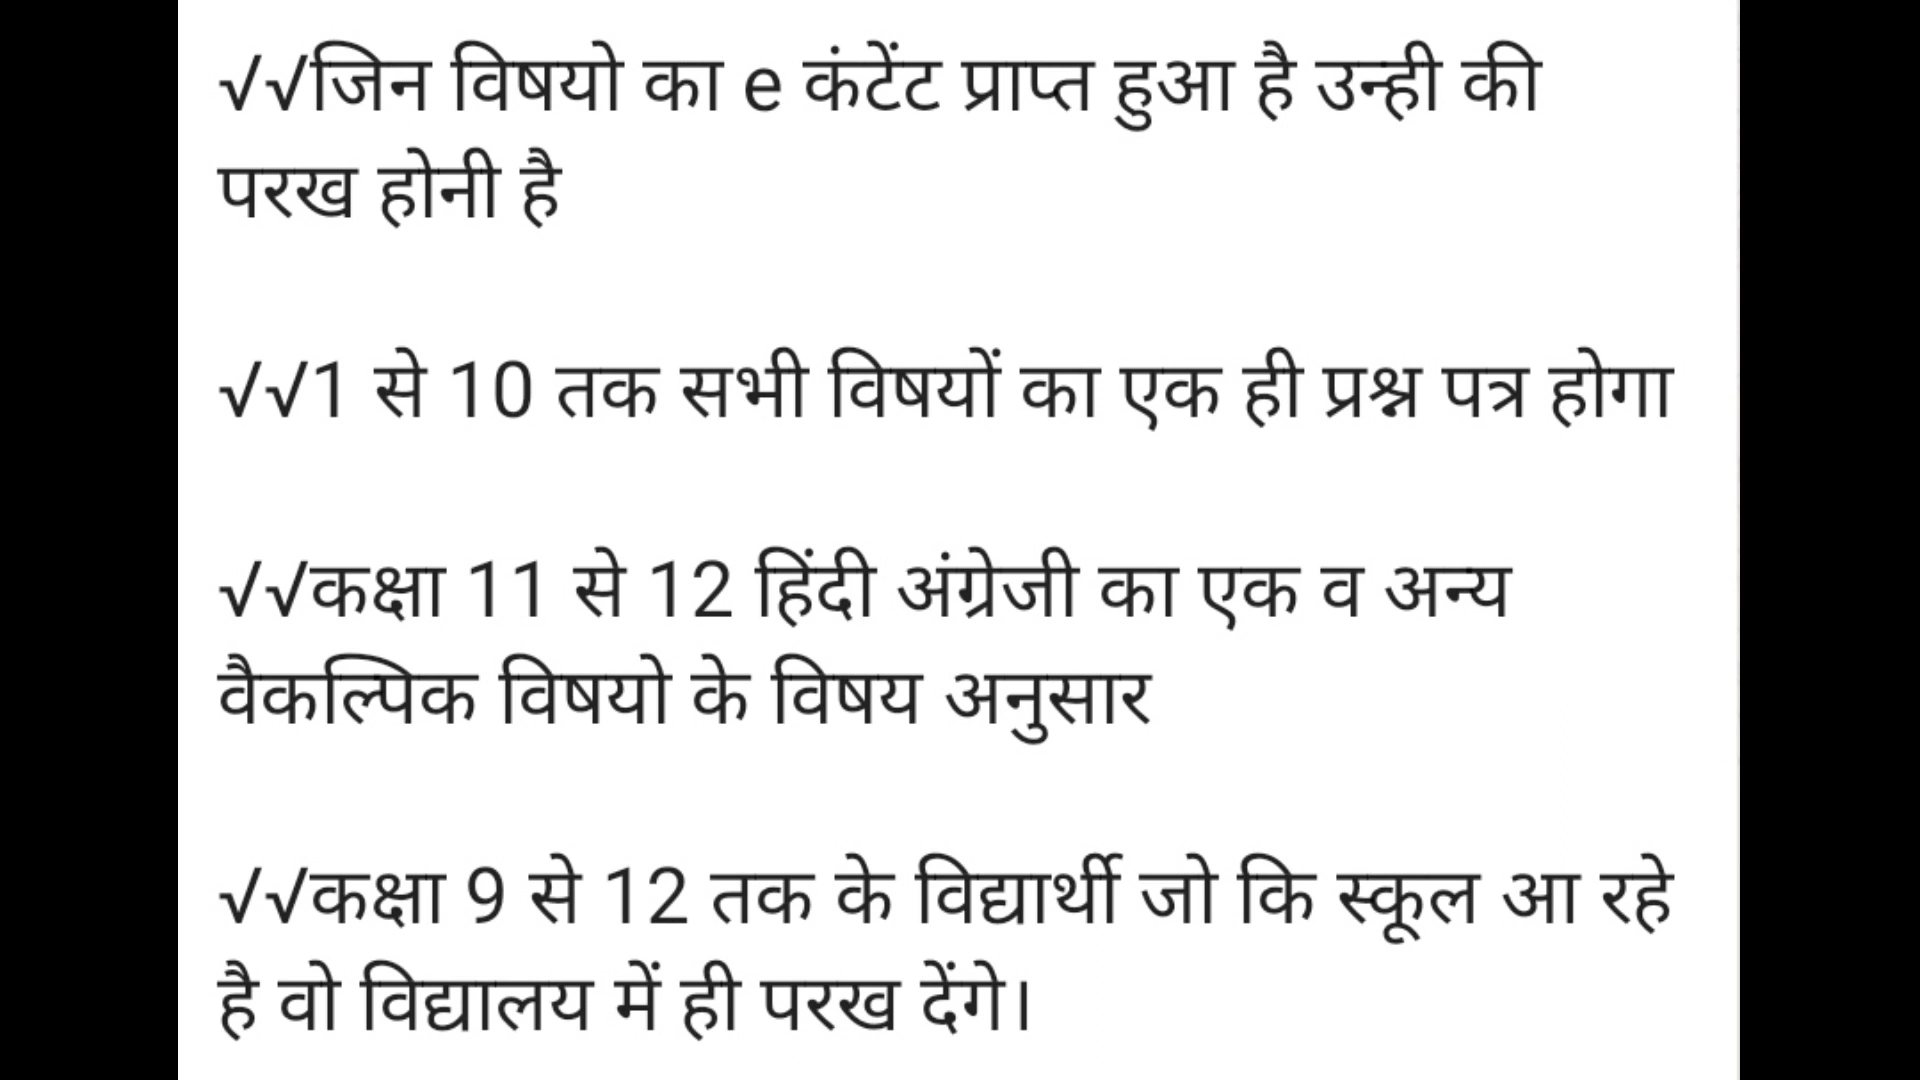 √√जिन विषयो का e कंटेंट प्राप्त हुआ है उन्ही की
परख होनी है
√√1 से 10 तक सभी विषयों का एक ही प्रश्न पत्र होगा
√√कक्षा 11 से 12 हिंदी अंग्रेजी का एक व अन्य
वैकल्पिक विषयो के विषय अनुसार
√√कक्षा 9 से 12 तक के विद्यार्थी जो कि स्कूल आ रहे
है वो विद्यालय में ही परख देंगे।